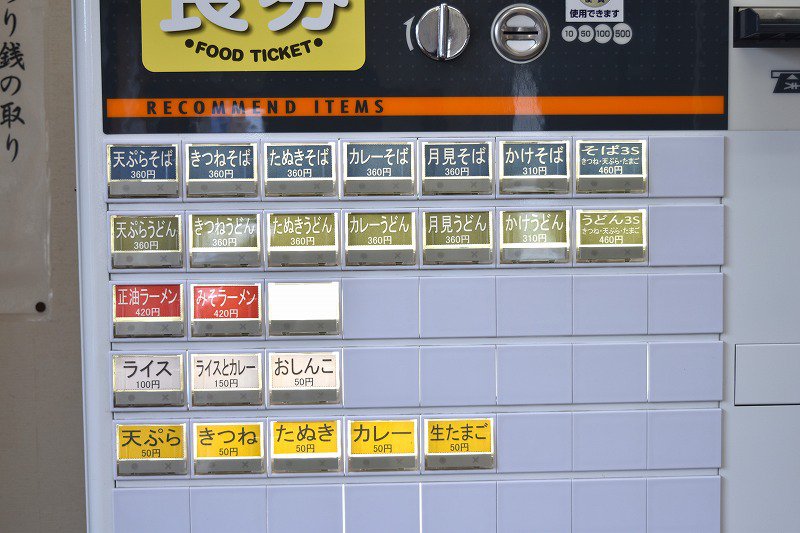 食券
•FOOD TICKET•
使用できます
10 50 100 500
り銭の取り
RECOMMEND ITEMS
天ぷらそば 360円
きつねそば 360円
たぬきそば 360円
カレーそば 360円
月見そば 360円
かけそば 310円
そば3S
きつね・天ぷら・たまご
460円
天ぷらうどん 360円
きつねうどん 360円
たぬきうどん 360円
カレーうどん 360円
月見うどん 360円
かけうどん 310円
うどん3S
きつね・天ぷら・たまご
460円
正油ラーメン 420円
みそラーメン 420円
ライス 100円
ライスとカレー 150円
おしんこ 50円
天ぷら 50円
きつね 50円
たぬき 50円
カレー 50円
生たまご 50円